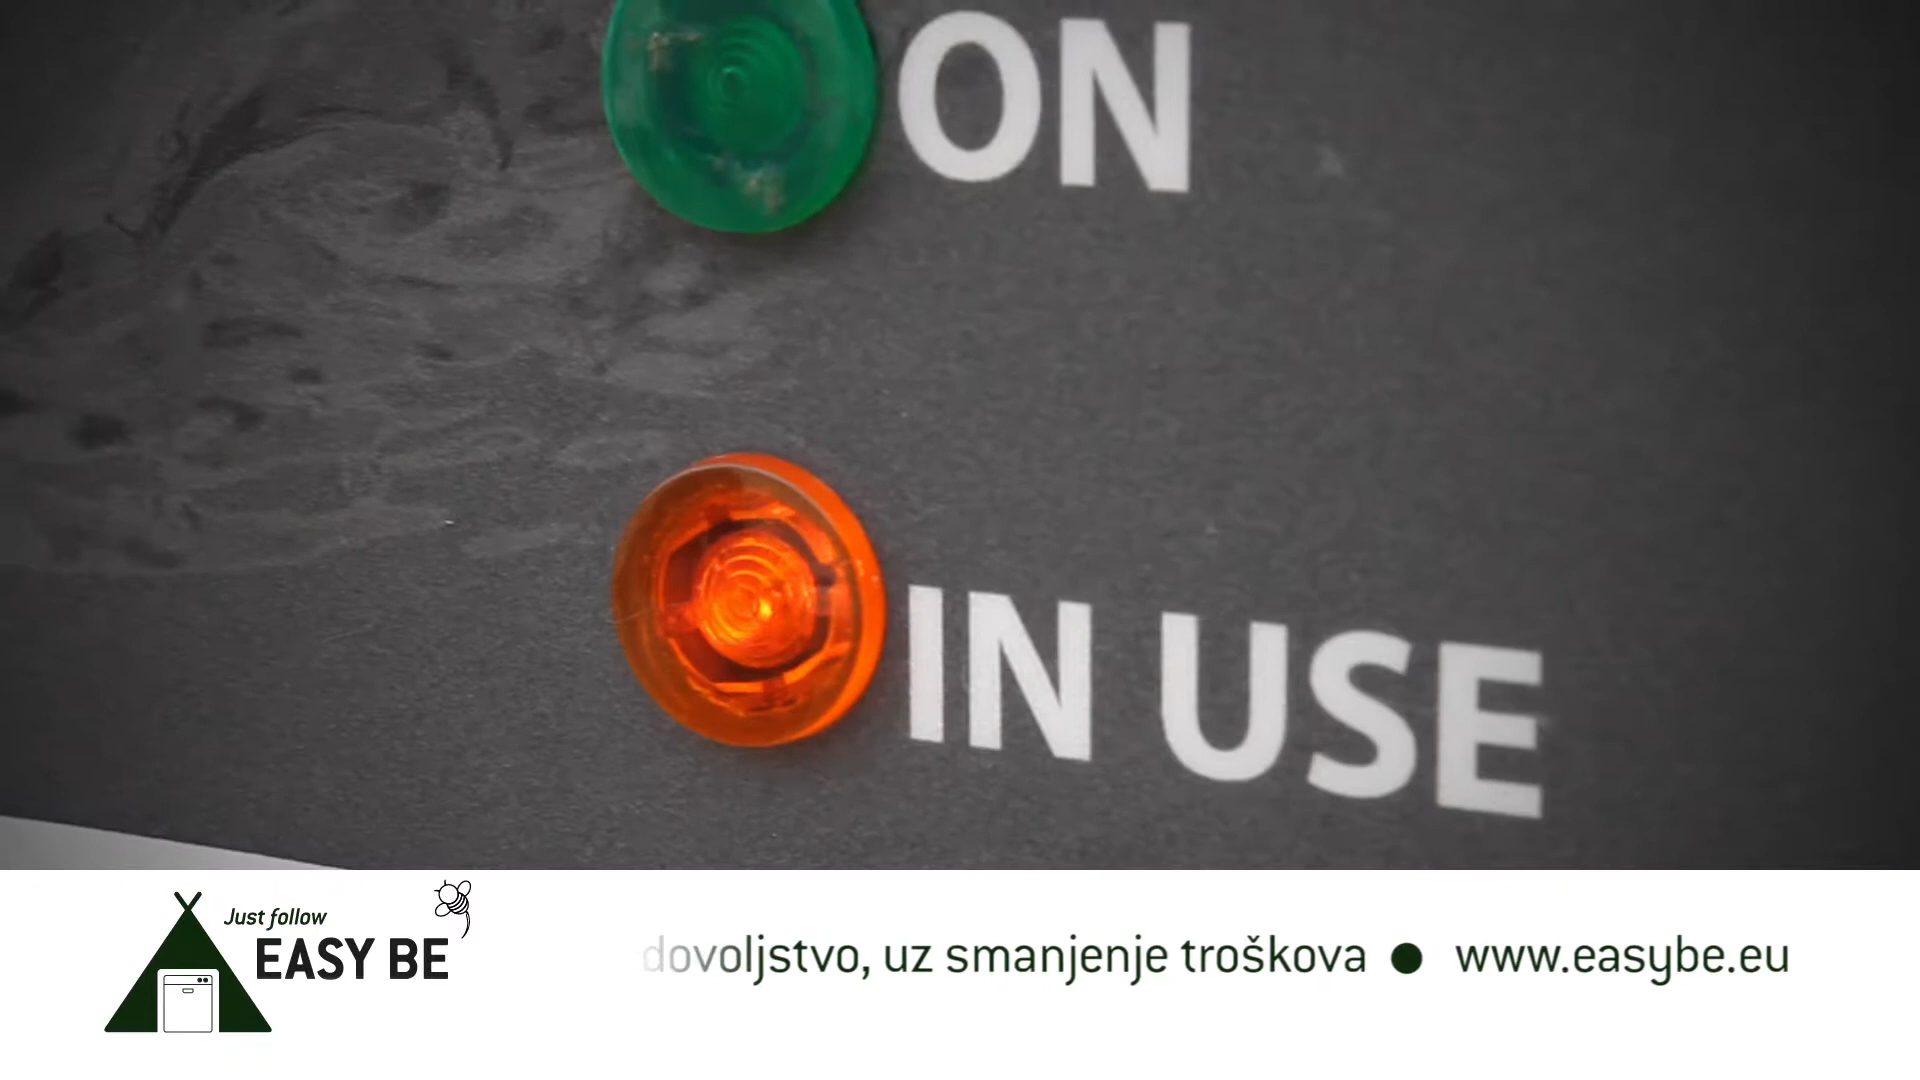 ON
IN USE
Just follow
EASY BE
dovoljstvo, uz smanjenje troškova ● www.easybe.eu